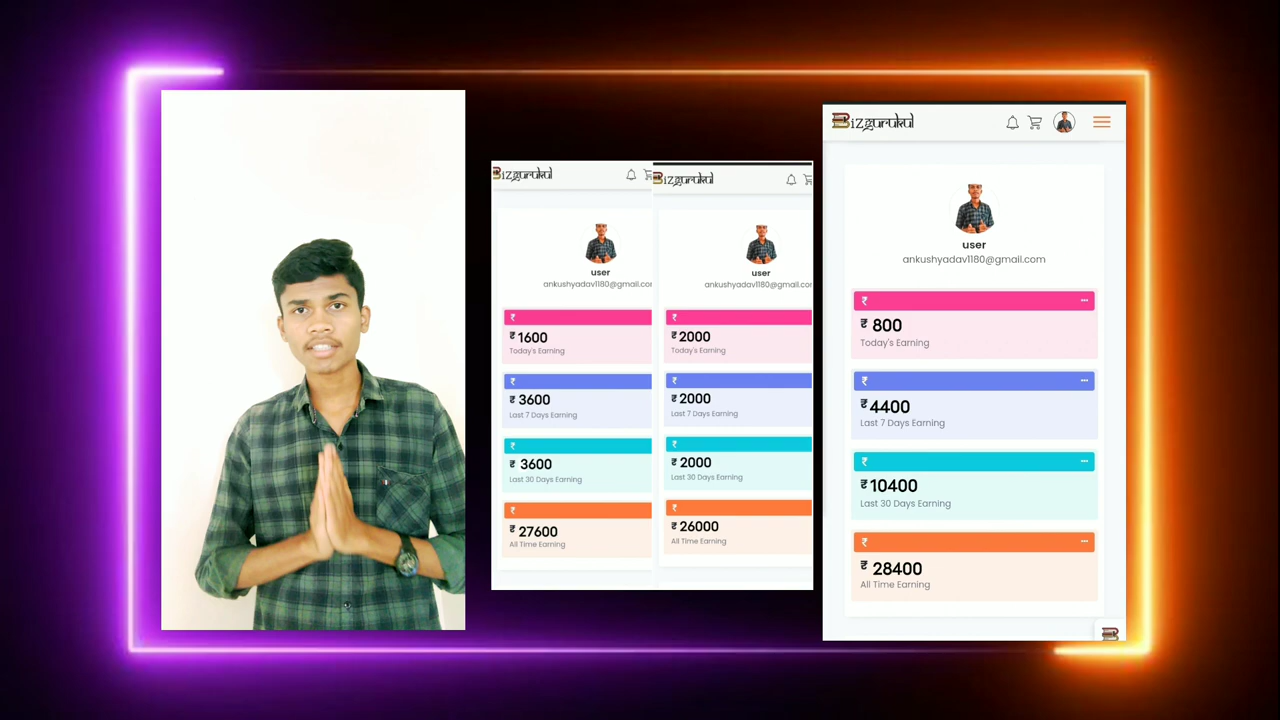 Bizgurukul
user
ankushyadav1180@gmail.co
₹
₹ 1600
Today's Earning
₹
₹ 3600
Last 7 Days Earning
₹
₹ 3600
Last 30 Days Earning
₹
₹ 27600
All Time Earning
Bizgurukul
user
ankushyadav1180@gmail.co
₹
₹ 2000
Today's Earning
₹
₹ 2000
Last 7 Days Earning
₹
₹ 2000
Last 30 Days Earning
₹
₹ 26000
All Time Earning
Bizgurukul
user
ankushyadav1180@gmail.com
₹
₹ 800
Today's Earning
₹
₹ 4400
Last 7 Days Earning
₹
₹ 10400
Last 30 Days Earning
₹
₹ 28400
All Time Earning